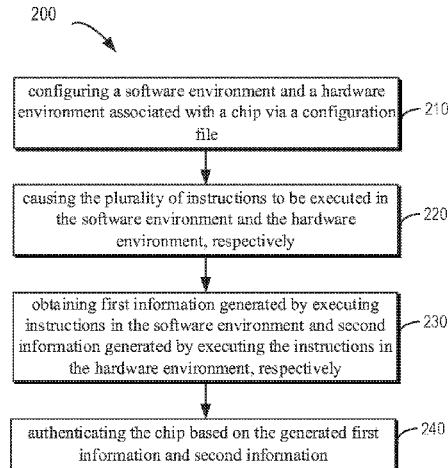 200
configuring a software environment and a hardware
environment associated with a chip via a configuration
file
210
causing the plurality of instructions to be executed in
the software environment and the hardware
environment, respectively
220
obtaining first information generated by executing
instructions in the software environment and second
information generated by executing the instructions in
the hardware environment, respectively
230
authenticating the chip based on the generated first
information and second information
240